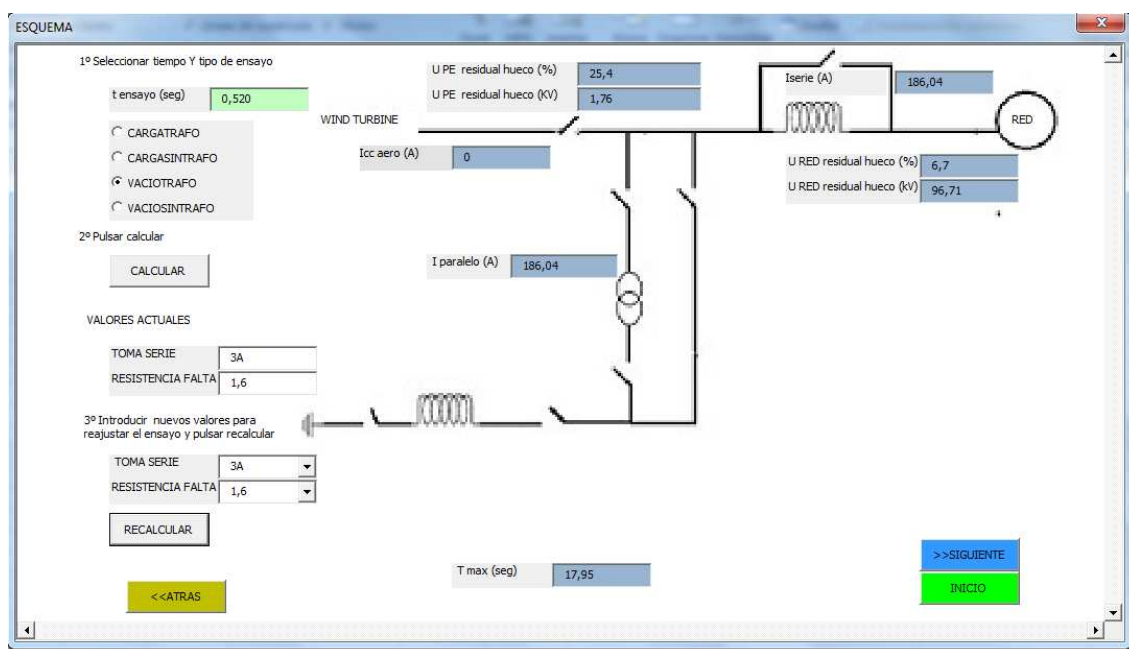 ESQUEMA
1º Seleccionar tiempo Y tipo de ensayo
t ensayo (seg) 0,520
CARGATRAFO
CARGASINTRAFO
VACIOTRAFO
VACIOSINTRAFO
2º Pulsar calcular
CALCULAR
VALORES ACTUALES
TOMA SERIE 3A
RESISTENCIA FALTA 1,6
3º Introducir nuevos valores para
reajustar el ensayo y pulsar recalcular
TOMA SERIE 3A
RESISTENCIA FALTA 1,6
RECALCULAR
<<ATRAS
U PE residual hueco (%) 25,4
U PE residual hueco (KV) 1,76
WIND TURBINE
Icc aero (A) 0
I paralelo (A) 186,04
T max (seg) 17,95
Iserie (A) 186,04
RED
U RED residual hueco (%) 6,7
U RED residual hueco (kV) 96,71
>>SIGUIENTE
INICIO